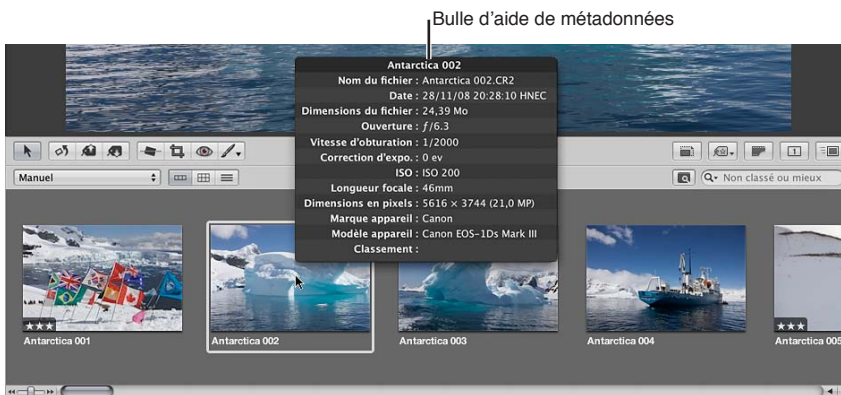 Bulle d'aide de métadonnées
Antarctica 002
Nom du fichier : Antarctica 002.CR2
Date : 28/11/08 20:28:10 HNEC
Dimensions du fichier : 24,39 Mo
Ouverture : ƒ/6.3
Vitesse d'obturation : 1/2000
Correction d'expo. : 0 ev
ISO : ISO 200
Longueur focale : 46mm
Dimensions en pixels : 5616 × 3744 (21,0 MP)
Marque appareil : Canon
Modèle appareil : Canon EOS-1Ds Mark III
Classement :
1
Manuel
Non classé ou mieux
Antarctica 001
Antarctica 002
Antarctica 003
Antarctica 004
Antarctica 005